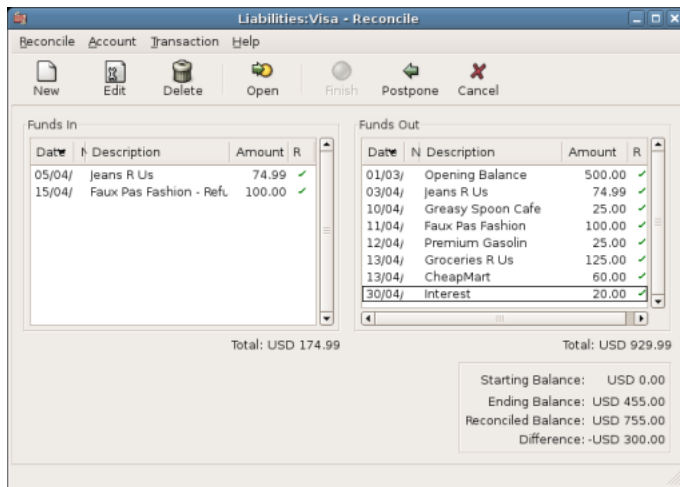 Liabilities:Visa - Reconcile
Reconcile Account Transaction Help
New Edit Delete Open Finish Postpone Cancel
Funds In
Date N Description Amount R
05/04/ Jeans R Us 74.99
15/04/ Faux Pas Fashion - Refu 100.00
Total: USD 174.99
Funds Out
Date N Description Amount R
01/03/ Opening Balance 500.00
03/04/ Jeans R Us 74.99
10/04/ Greasy Spoon Cafe 25.00
11/04/ Faux Pas Fashion 100.00
12/04/ Premium Gasolin 25.00
13/04/ Groceries R Us 125.00
13/04/ CheapMart 60.00
30/04/ Interest 20.00
Total: USD 929.99
Starting Balance: USD 0.00
Ending Balance: USD 455.00
Reconciled Balance: USD 755.00
Difference: -USD 300.00